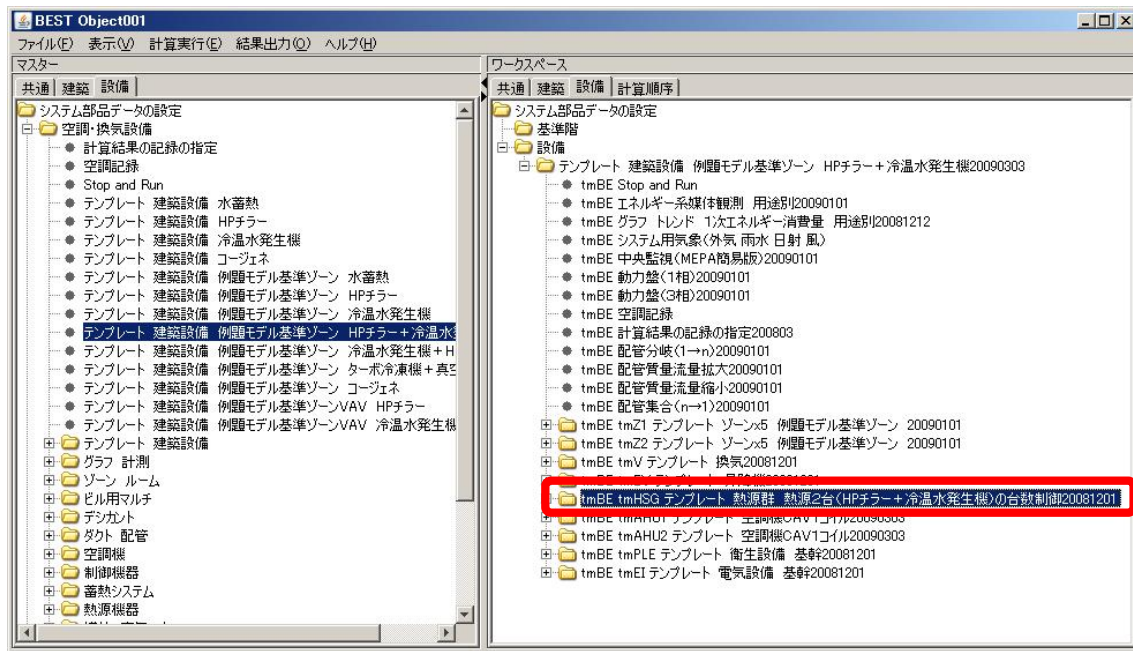 BEST Object001
ファイル(F) 表示(V) 計算実行(E) 結果出力(O) ヘルプ(H)
マスター
共通 建築 設備
システム部品データの設定
空調・換気設備
計算結果の記録の指定
空調記録
Stop and Run
テンプレート 建築設備 水蓄熱
テンプレート 建築設備 HPチラー
テンプレート 建築設備 冷温水発生機
テンプレート 建築設備 コージェネ
テンプレート 建築設備 例題モデル基準ゾーン 水蓄熱
テンプレート 建築設備 例題モデル基準ゾーン HPチラー
テンプレート 建築設備 例題モデル基準ゾーン 冷温水発生機
テンプレート 建築設備 例題モデル基準ゾーン HPチラー+冷温水
テンプレート 建築設備 例題モデル基準ゾーン 冷温水発生機+H
テンプレート 建築設備 例題モデル基準ゾーン ターボ冷凍機+真空
テンプレート 建築設備 例題モデル基準ゾーン コージェネ
テンプレート 建築設備 例題モデル基準ゾーンVAV HPチラー
テンプレート 建築設備 例題モデル基準ゾーンVAV 冷温水発生機
テンプレート 建築設備
グラフ 計測
ゾーン ルーム
ビル用マルチ
デシカント
ダクト 配管
空調機
制御機器
蓄熱システム
熱源機器
ワークスペース
共通 建築 設備 計算順序
システム部品データの設定
基準階
設備
テンプレート 建築設備 例題モデル基準ゾーン HPチラー+冷温水発生機20090303
tmBE Stop and Run
tmBE エネルギー系媒体観測 用途別20090101
tmBE グラフ トレンド 1次エネルギー消費量 用途別20081212
tmBE システム用気象(外気 雨水 日射 風)
tmBE 中央監視(MEPA簡易版)20090101
tmBE 動力盤(1相)20090101
tmBE 動力盤(3相)20090101
tmBE 空調記録
tmBE 計算結果の記録の指定200803
tmBE 配管分岐(1→n)20090101
tmBE 配管質量流量拡大20090101
tmBE 配管質量流量縮小20090101
tmBE 配管集合(n→1)20090101
tmBE tmZ1 テンプレート ゾーンx5 例題モデル基準ゾーン 20090101
tmBE tmZ2 テンプレート ゾーンx5 例題モデル基準ゾーン 20090101
tmBE tmV テンプレート 換気20081201
tmBE tmHSG テンプレート 熱源群 熱源2台(HPチラー+冷温水発生機)の台数制御20081201
tmBE tmAHU1 テンプレート 空調機CAV1コイル20090303
tmBE tmAHU2 テンプレート 空調機CAV1コイル20090303
tmBE tmPLE テンプレート 衛生設備 基幹20081201
tmBE tmEI テンプレート 電気設備 基幹20081201